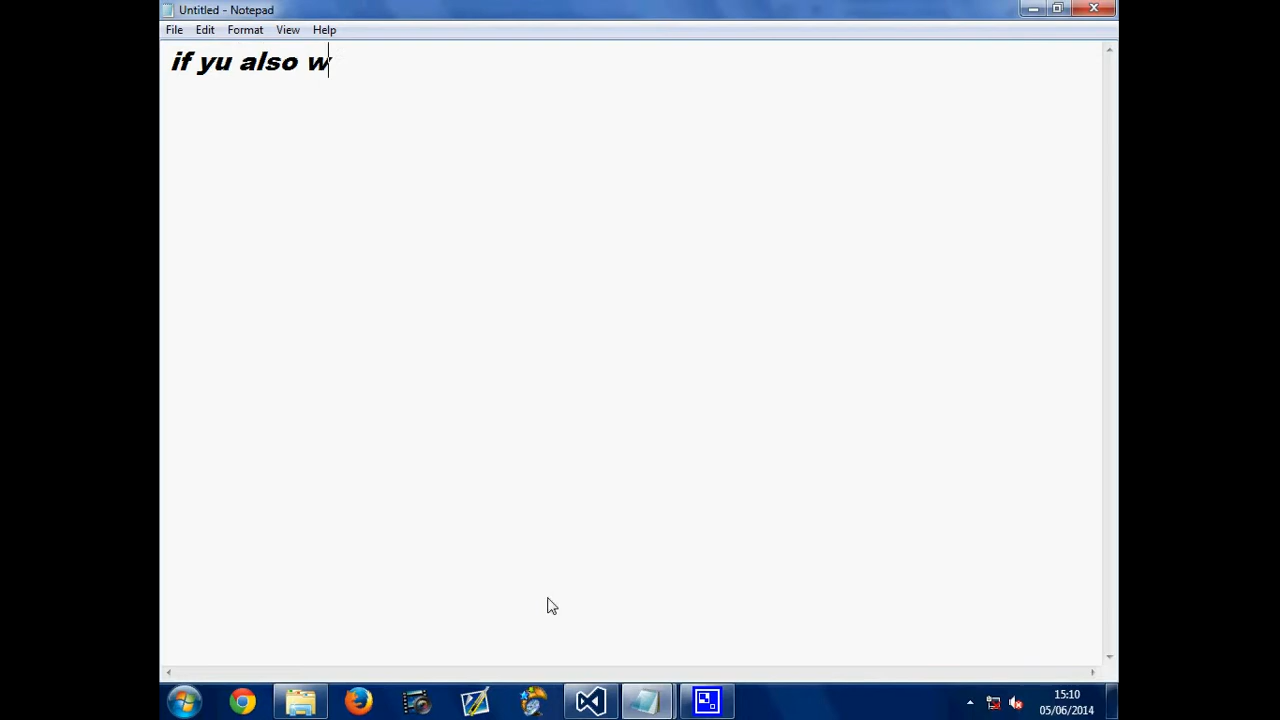 Untitled - Notepad
File Edit Format View Help
if yu also w
15:10
05/06/2014